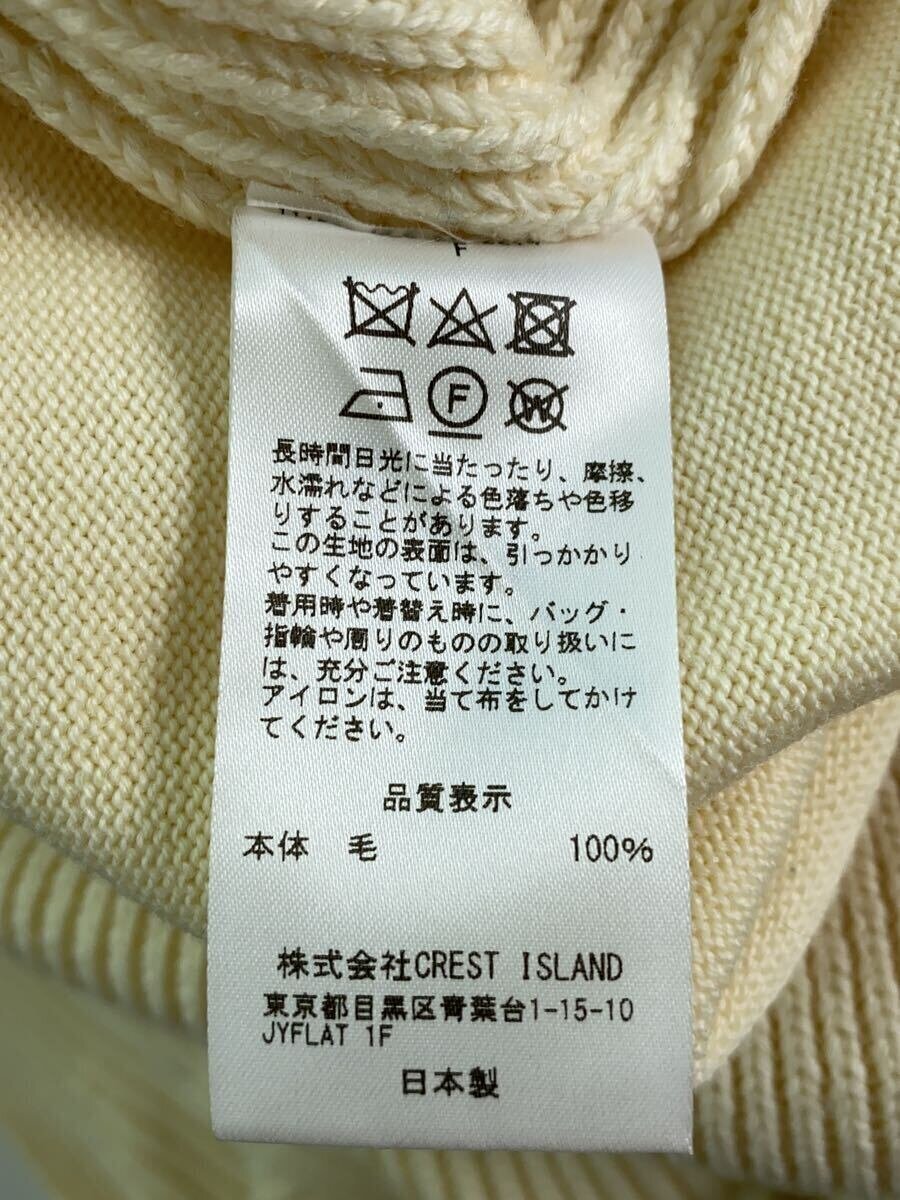 F
F
W
長時間日光に当たったり、摩擦、
水濡れなどによる色落ちや色移
りすることがあります。
この生地の表面は、引っかかり
やすくなっています。
着用時や着替え時に、バッグ・
指輪や周りのものの取り扱いに
は、充分ご注意ください。
アイロンは、当て布をしてかけ
てください。
品質表示
本体 毛 100%
株式会社CREST ISLAND
東京都目黒区青葉台1-15-10
JYFLAT 1F
日本製